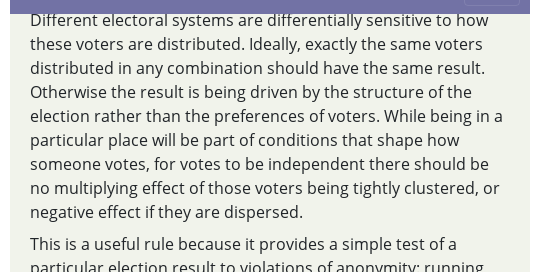 Different electoral systems are differentially sensitive to how
these voters are distributed. Ideally, exactly the same voters
distributed in any combination should have the same result.
Otherwise the result is being driven by the structure of the
election rather than the preferences of voters. While being in a
particular place will be part of conditions that shape how
someone votes, for votes to be independent there should be
no multiplying effect of those voters being tightly clustered, or
negative effect if they are dispersed.
This is a useful rule because it provides a simple test of a
particular election result to violations of anonymity: running